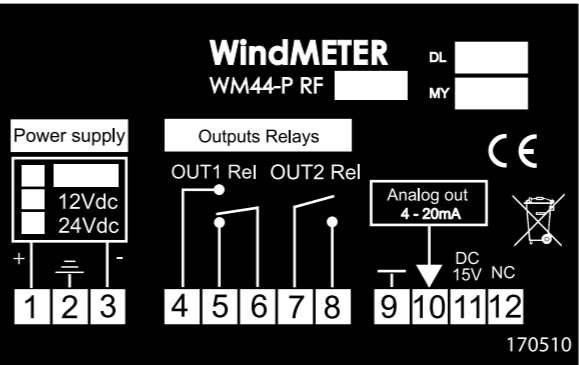 WindMETER
DL
WM44-P RF
MY
Power supply
Outputs Relays
12Vdc
24Vdc
OUT1 Rel OUT2 Rel
Analog out
4 - 20mA
CE
+ -
DC
15V NC
1 2 3 4 5 6 7 8 9 10 11 12
170510